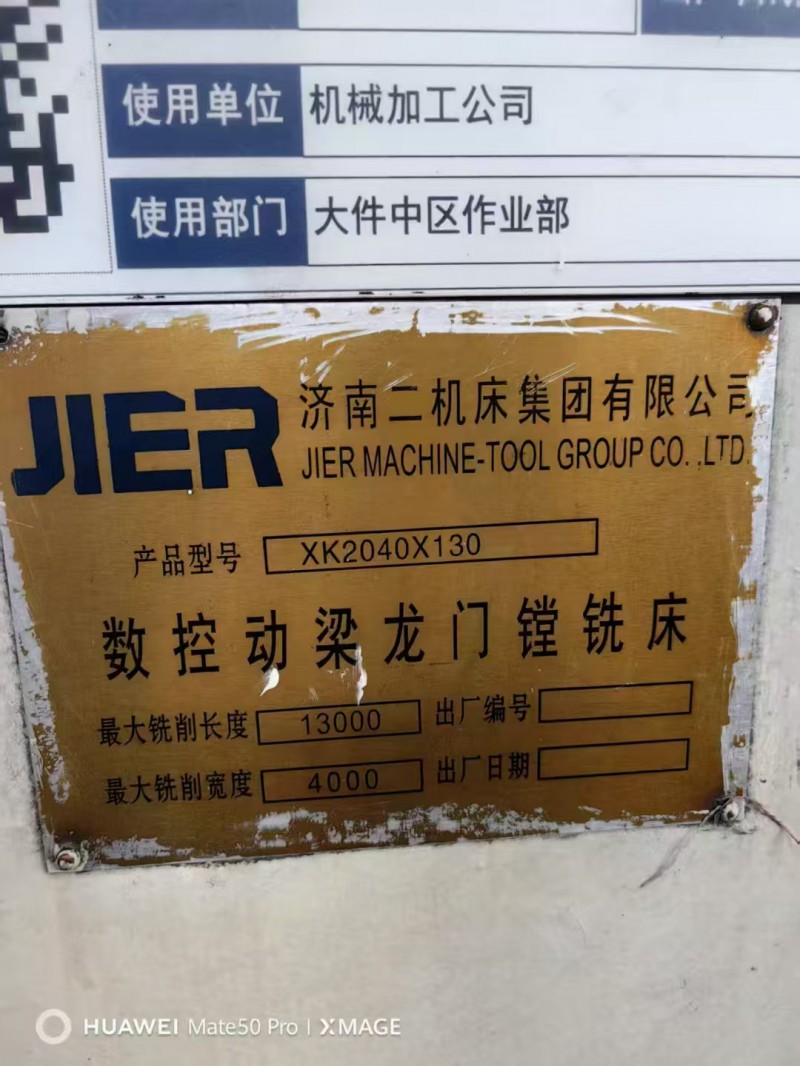 使用单位 机械加工公司
使用部门 大件中区作业部
JIER 济南二机床集团有限公司
JIER MACHINE-TOOL GROUP CO.,LTD.
产品型号 XK2040X130
数控动梁龙门镗铣床
最大铣削长度 13000 出厂编号
最大铣削宽度 4000 出厂日期
HUAWEI Mate50 Pro | XMAGE